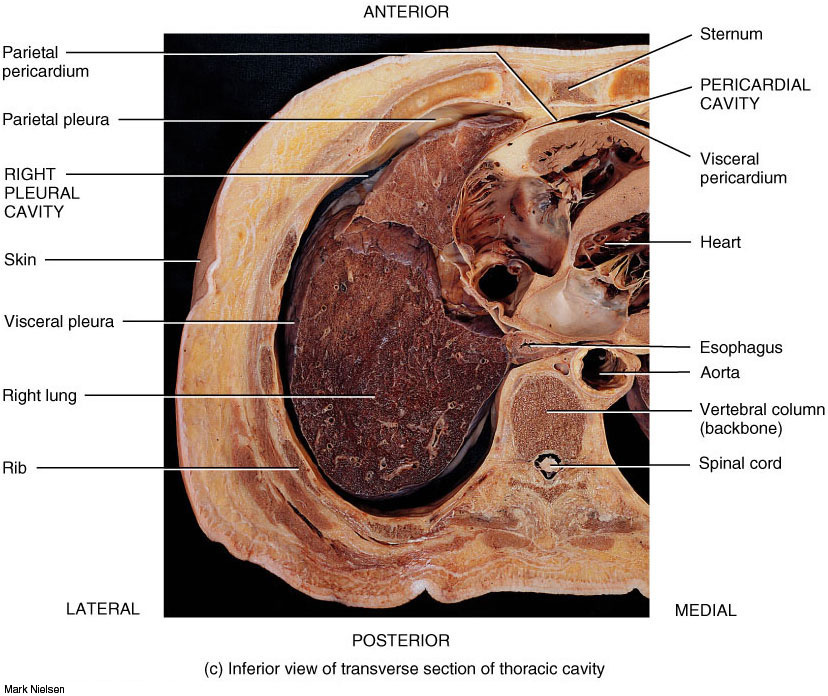 ANTERIOR
Parietal
pericardium
Parietal pleura
RIGHT
PLEURAL
CAVITY
Skin
Visceral pleura
Right lung
Rib
Sternum
PERICARDIAL
CAVITY
Visceral
pericardium
Heart
Esophagus
Aorta
Vertebral column
(backbone)
Spinal cord
LATERAL
MEDIAL
POSTERIOR
(c) Inferior view of transverse section of thoracic cavity
Mark Nielsen